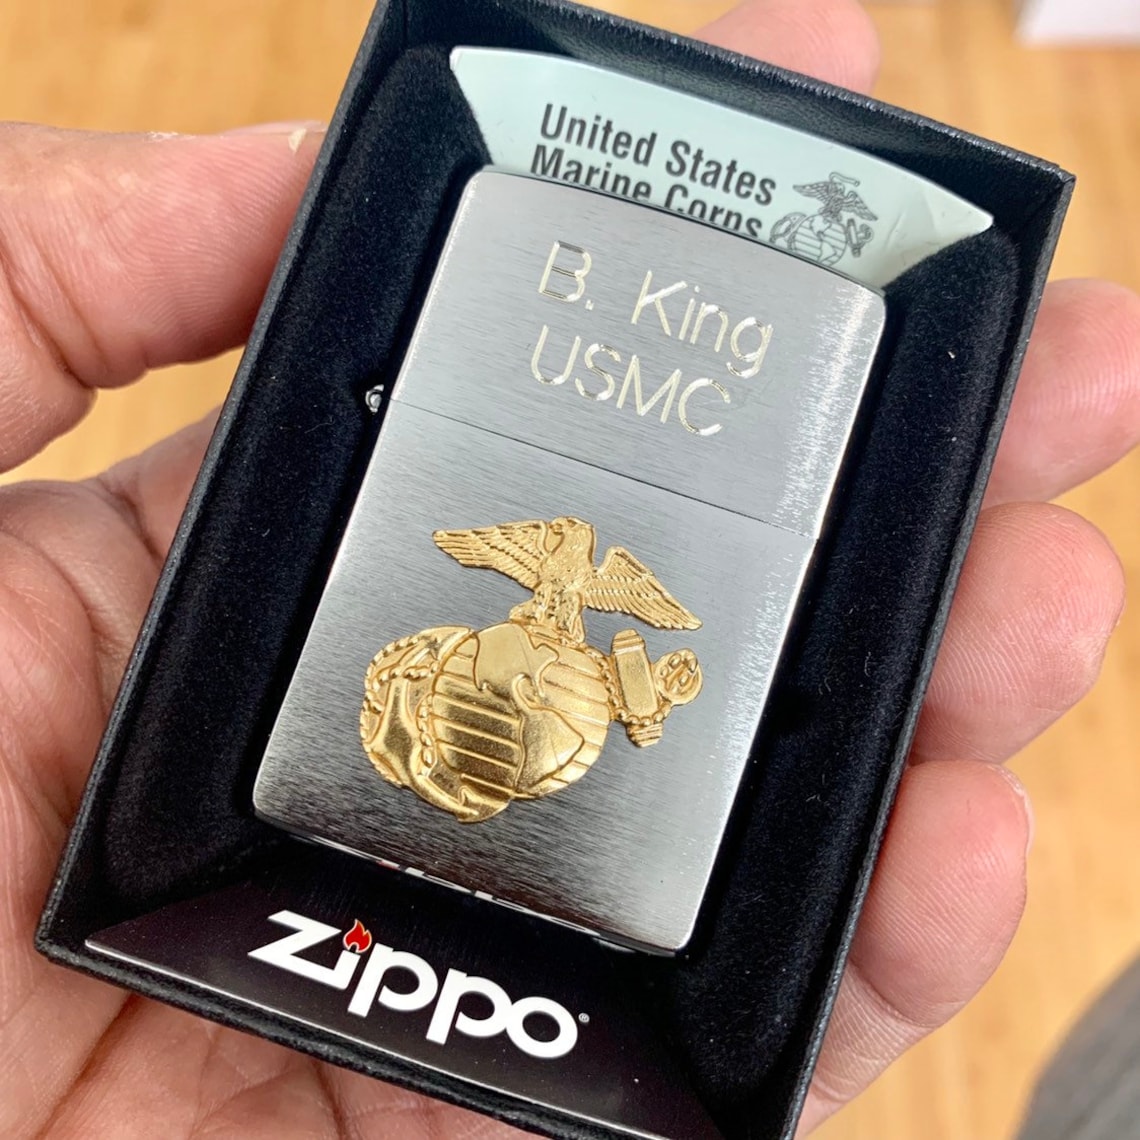 United States
Marine Corps
B. King
USMC
zippo®